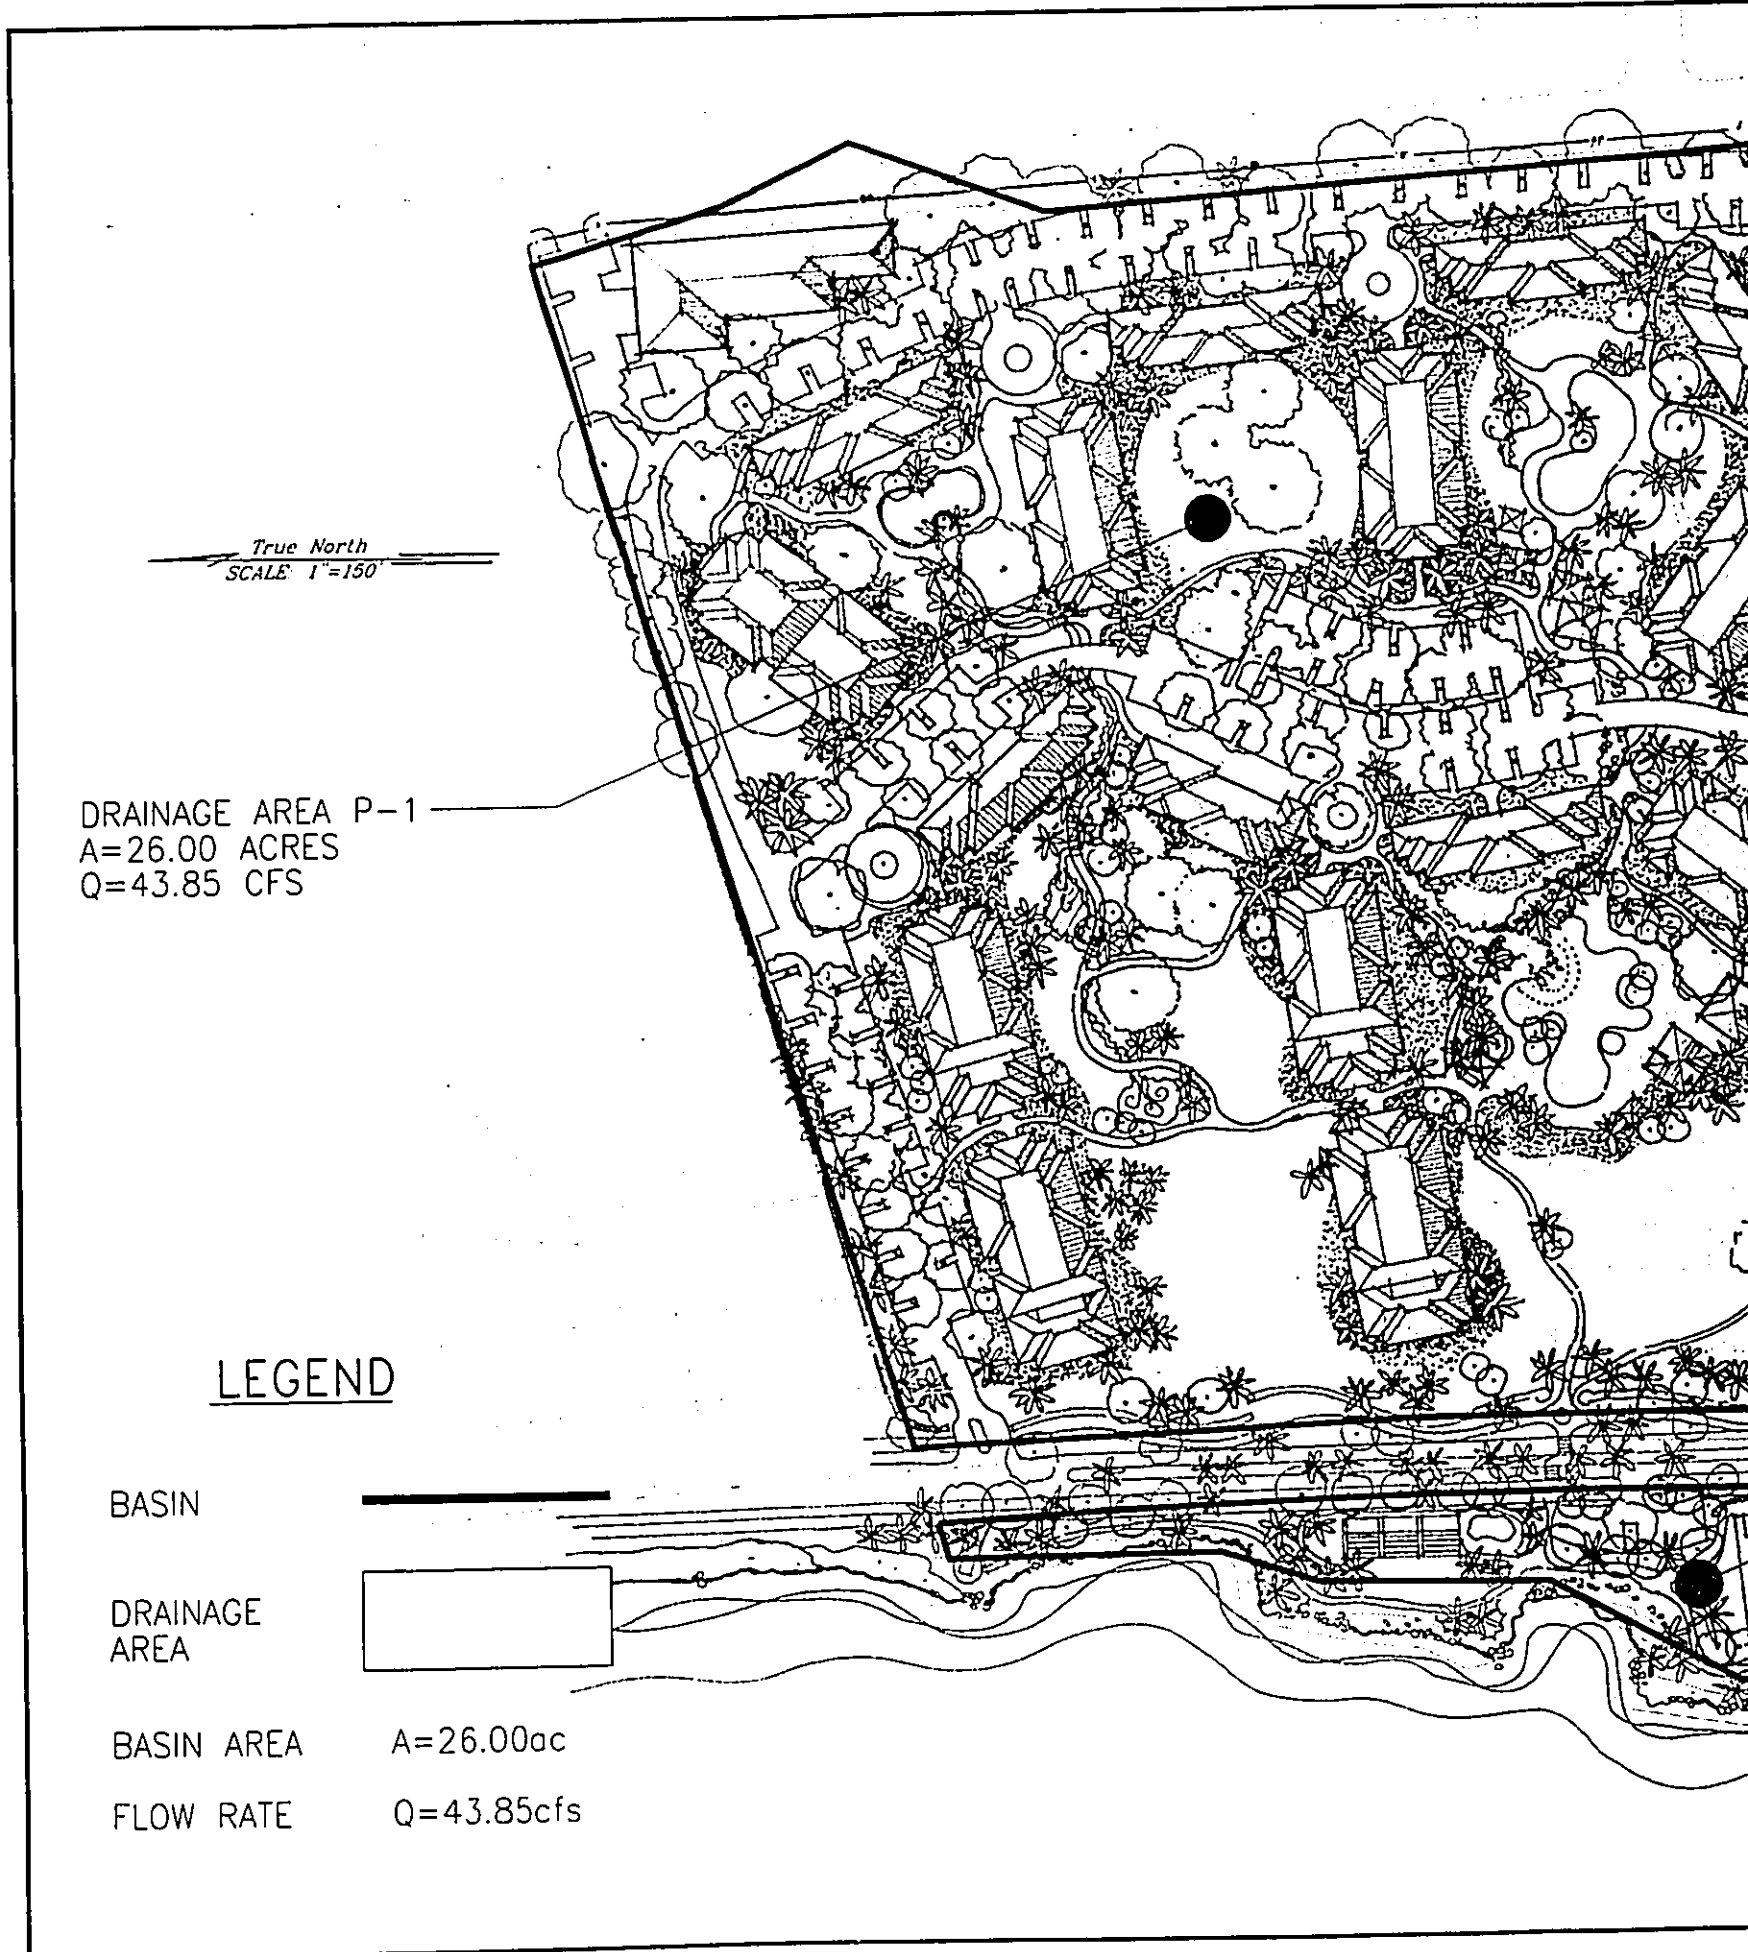 True North
SCALE: 1"=150'
DRAINAGE AREA P-1
A=26.00 ACRES
Q=43.85 CFS
LEGEND
BASIN
DRAINAGE
AREA
BASIN AREA A=26.00ac
FLOW RATE Q=43.85cfs